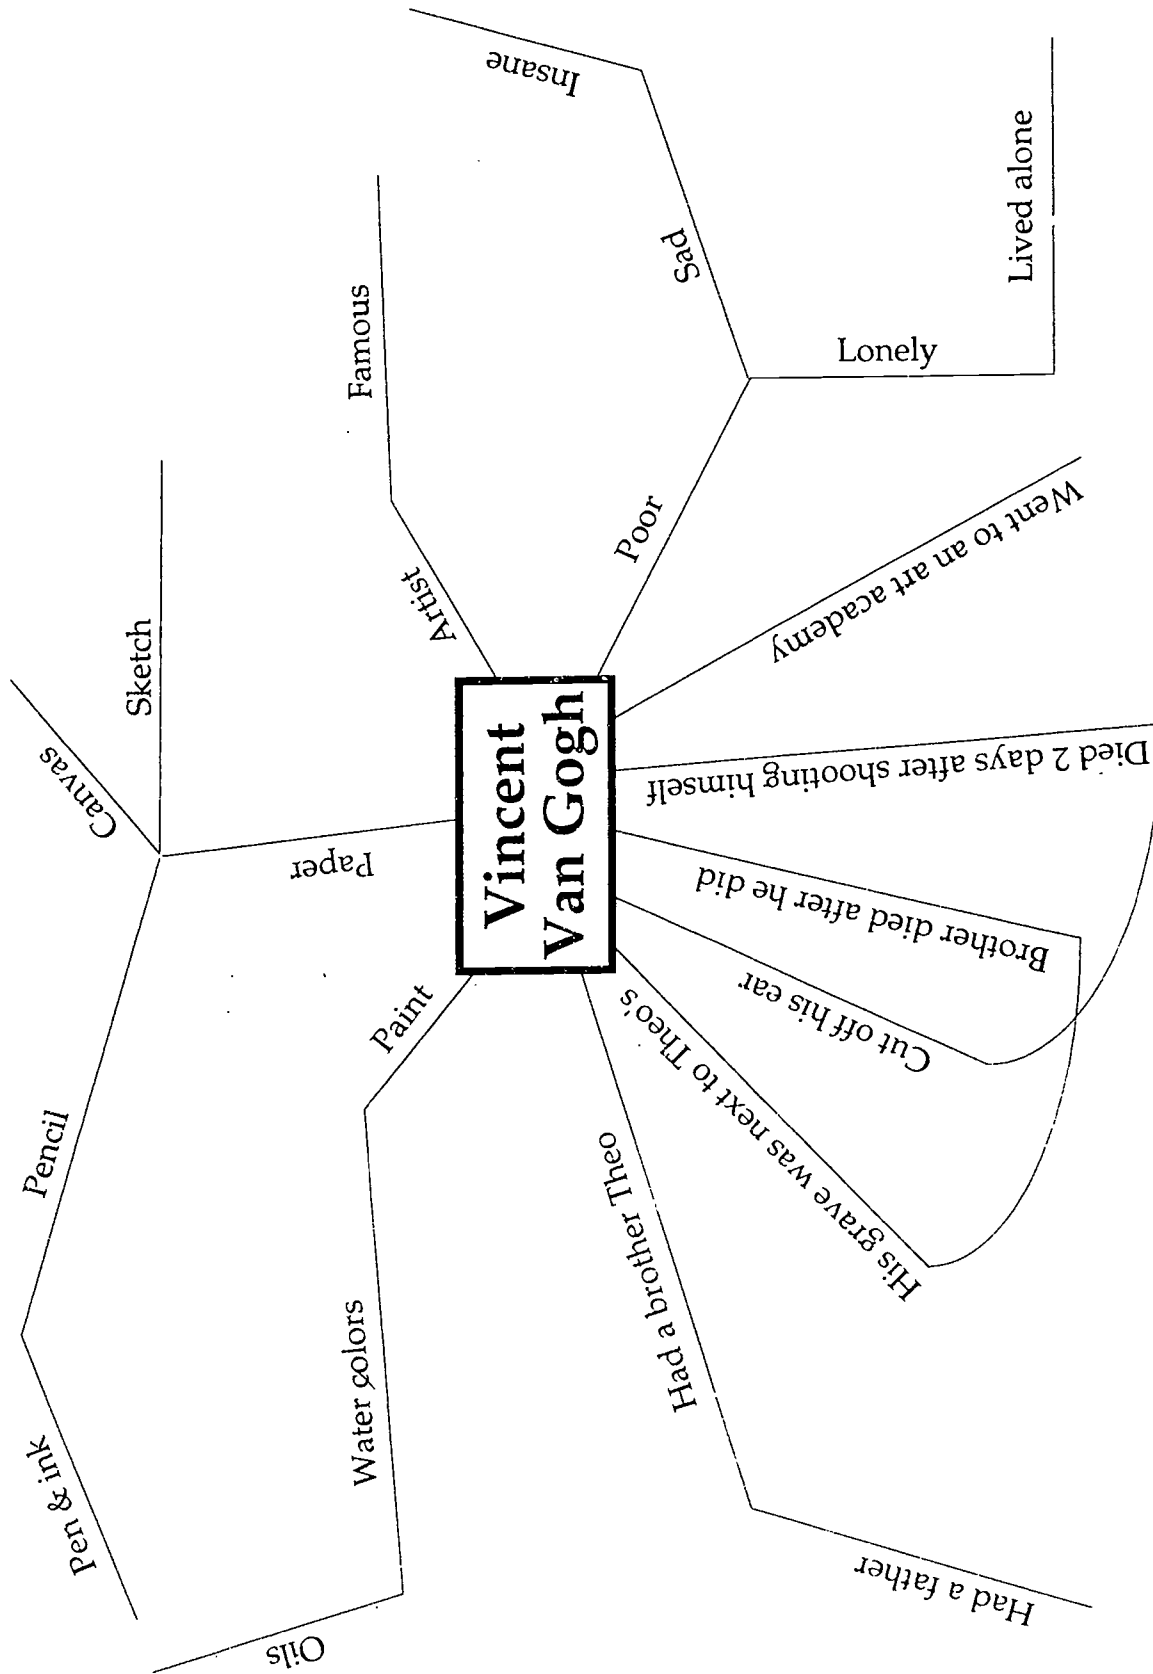 Pen & ink
Pencil
Canvas
Sketch
Oils
Water colors
Paint
Paper
Artist
Famous
Insane
Vincent
Van Gogh
Poor
Sad
Lonely
Lived alone
Had a father
Had a brother Theo
His grave was next to Theo's
Cut off his ear
Brother died after he did
Died 2 days after shooting himself
Went to an art academy